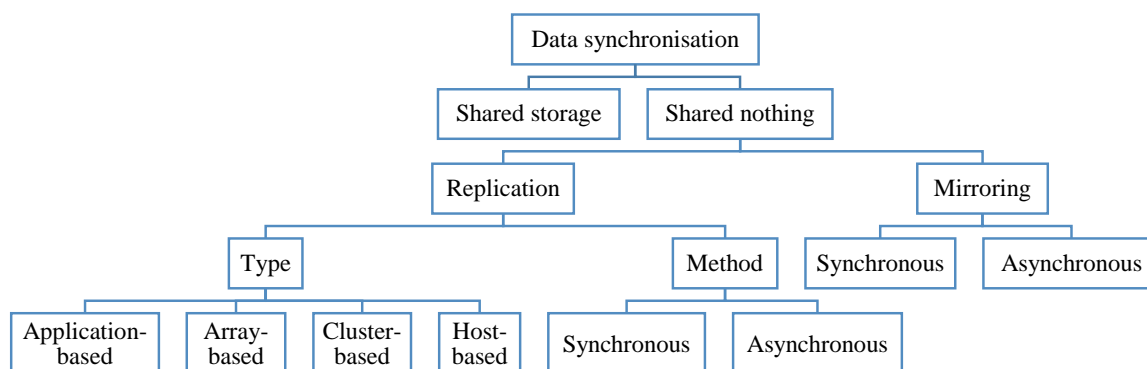 Data synchronisation
Shared storage
Shared nothing
Replication
Mirroring
Type
Method
Synchronous
Asynchronous
Application-
based
Array-
based
Cluster-
based
Host-
based
Synchronous
Asynchronous